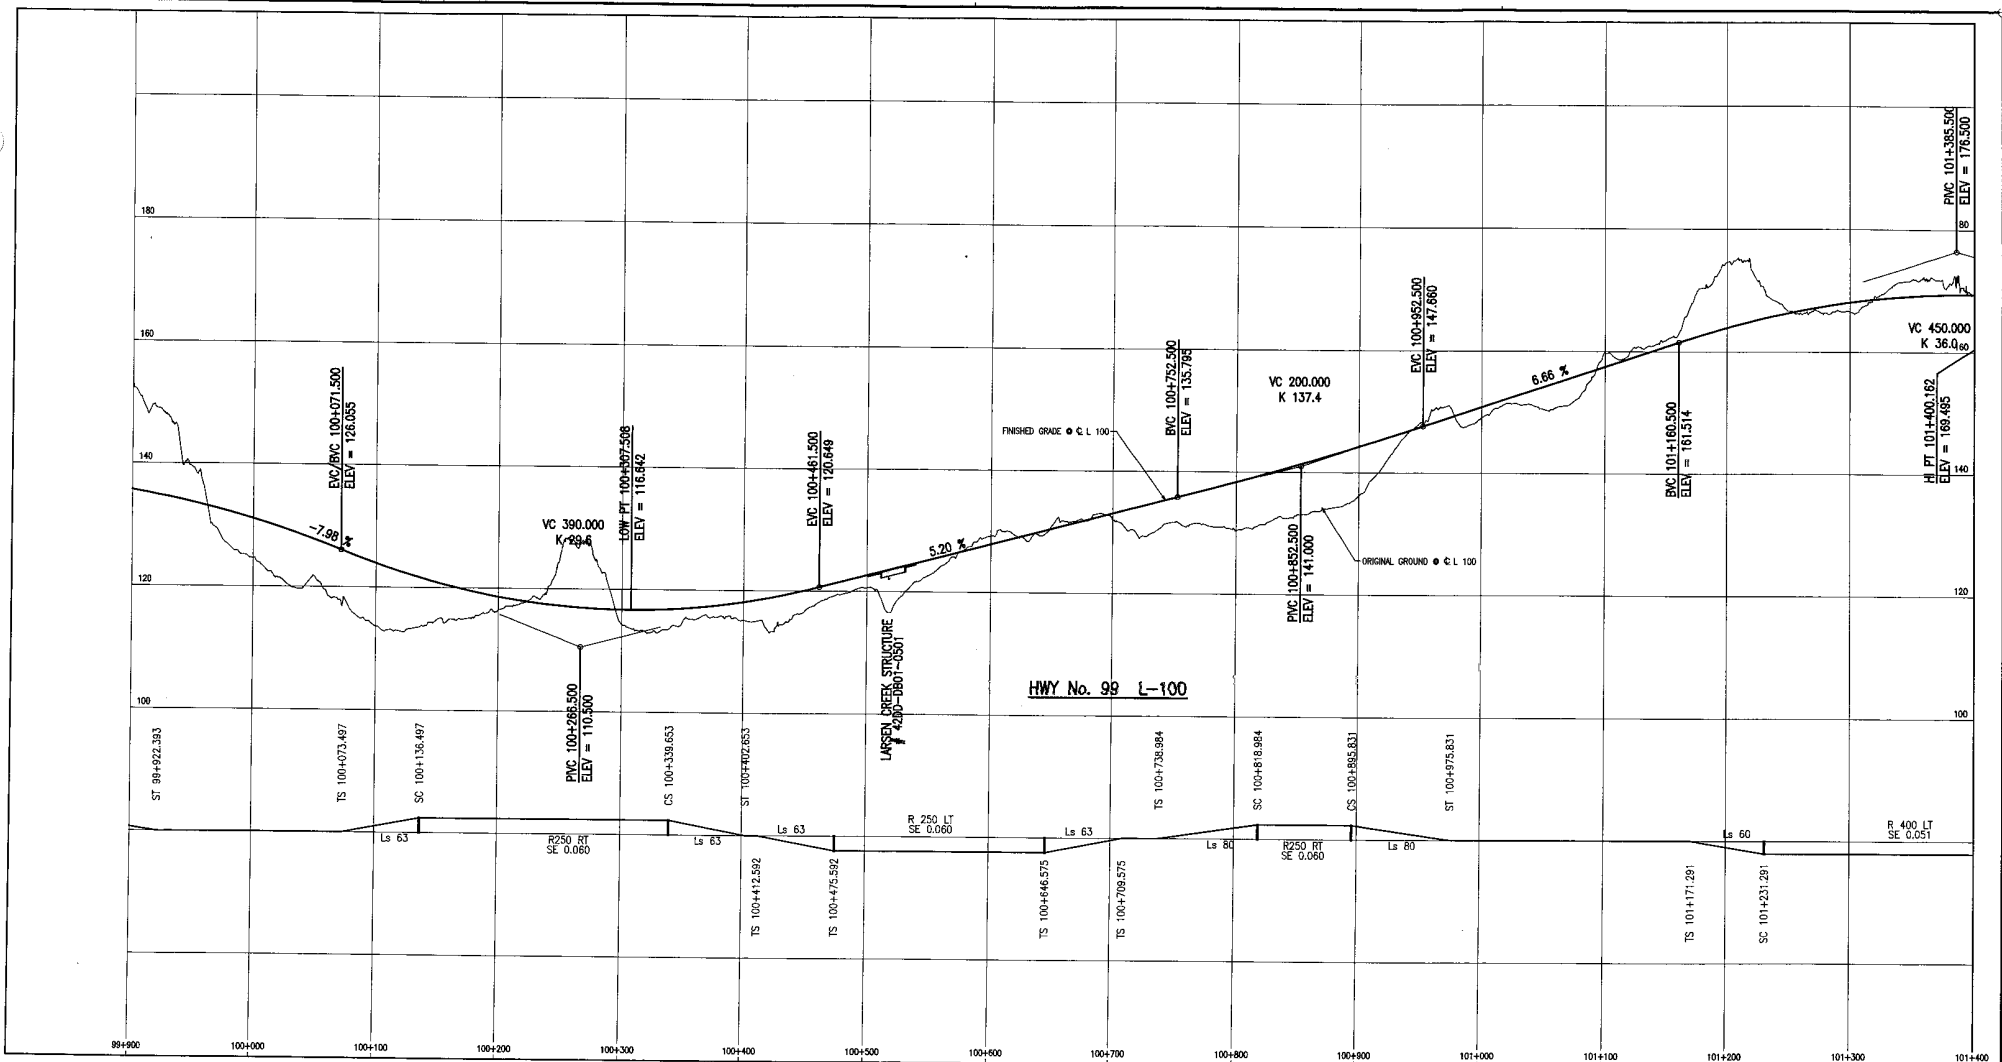 PIVC 101+385.500
ELEV = 176.500
180
80
160
VC 450.000
K 36.0
160
EVC/BVC 100+071.500
ELEV = 126.055
LOW PT 100+307.508
ELEV = 116.642
EVC 100+461.500
ELEV = 120.649
BVC 100+752.500
ELEV = 135.795
VC 200.000
K 137.4
EVC 100+952.500
ELEV = 147.660
6.66 %
BVC 101+160.500
ELEV = 161.514
HI PT 101+400.162
ELEV = 169.495
FINISHED GRADE @ ℄ L 100
140
140
-7.98 %
VC 390.000
K 29.6
5.20 %
ORIGINAL GROUND @ ℄ L 100
120
120
PIVC 100+852.500
ELEV = 141.000
LARSEN CREEK STRUCTURE
# 42DD-DB01-0501
HWY No. 99 L-100
100
100
PIVC 100+266.500
ELEV = 110.500
ST 99+922.393
TS 100+073.497
SC 100+136.497
CS 100+339.653
ST 100+402.653
TS 100+738.984
SC 100+818.984
CS 100+895.831
ST 100+975.831
Ls 63
R250 RT
SE 0.060
Ls 63
Ls 63
R 250 LT
SE 0.060
Ls 63
Ls 80
R250 RT
SE 0.060
Ls 80
Ls 60
R 400 LT
SE 0.051
TS 100+412.592
TS 100+475.592
TS 100+646.575
TS 100+709.575
TS 101+171.291
SC 101+231.291
99+900
100+000
100+100
100+200
100+300
100+400
100+500
100+600
100+700
100+800
100+900
101+000
101+100
101+200
101+300
101+400